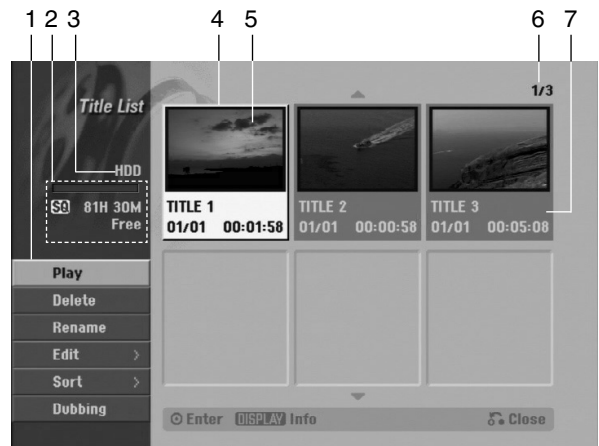 1 2 3 4 5 6 7
1/3
Title List
HDD
SQ 81H 30M
Free
TITLE 1
01/01 00:01:58
TITLE 2
01/01 00:00:58
TITLE 3
01/01 00:05:08
Play
Delete
Rename
Edit >
Sort >
Dubbing
Enter DISPLAY Info Close